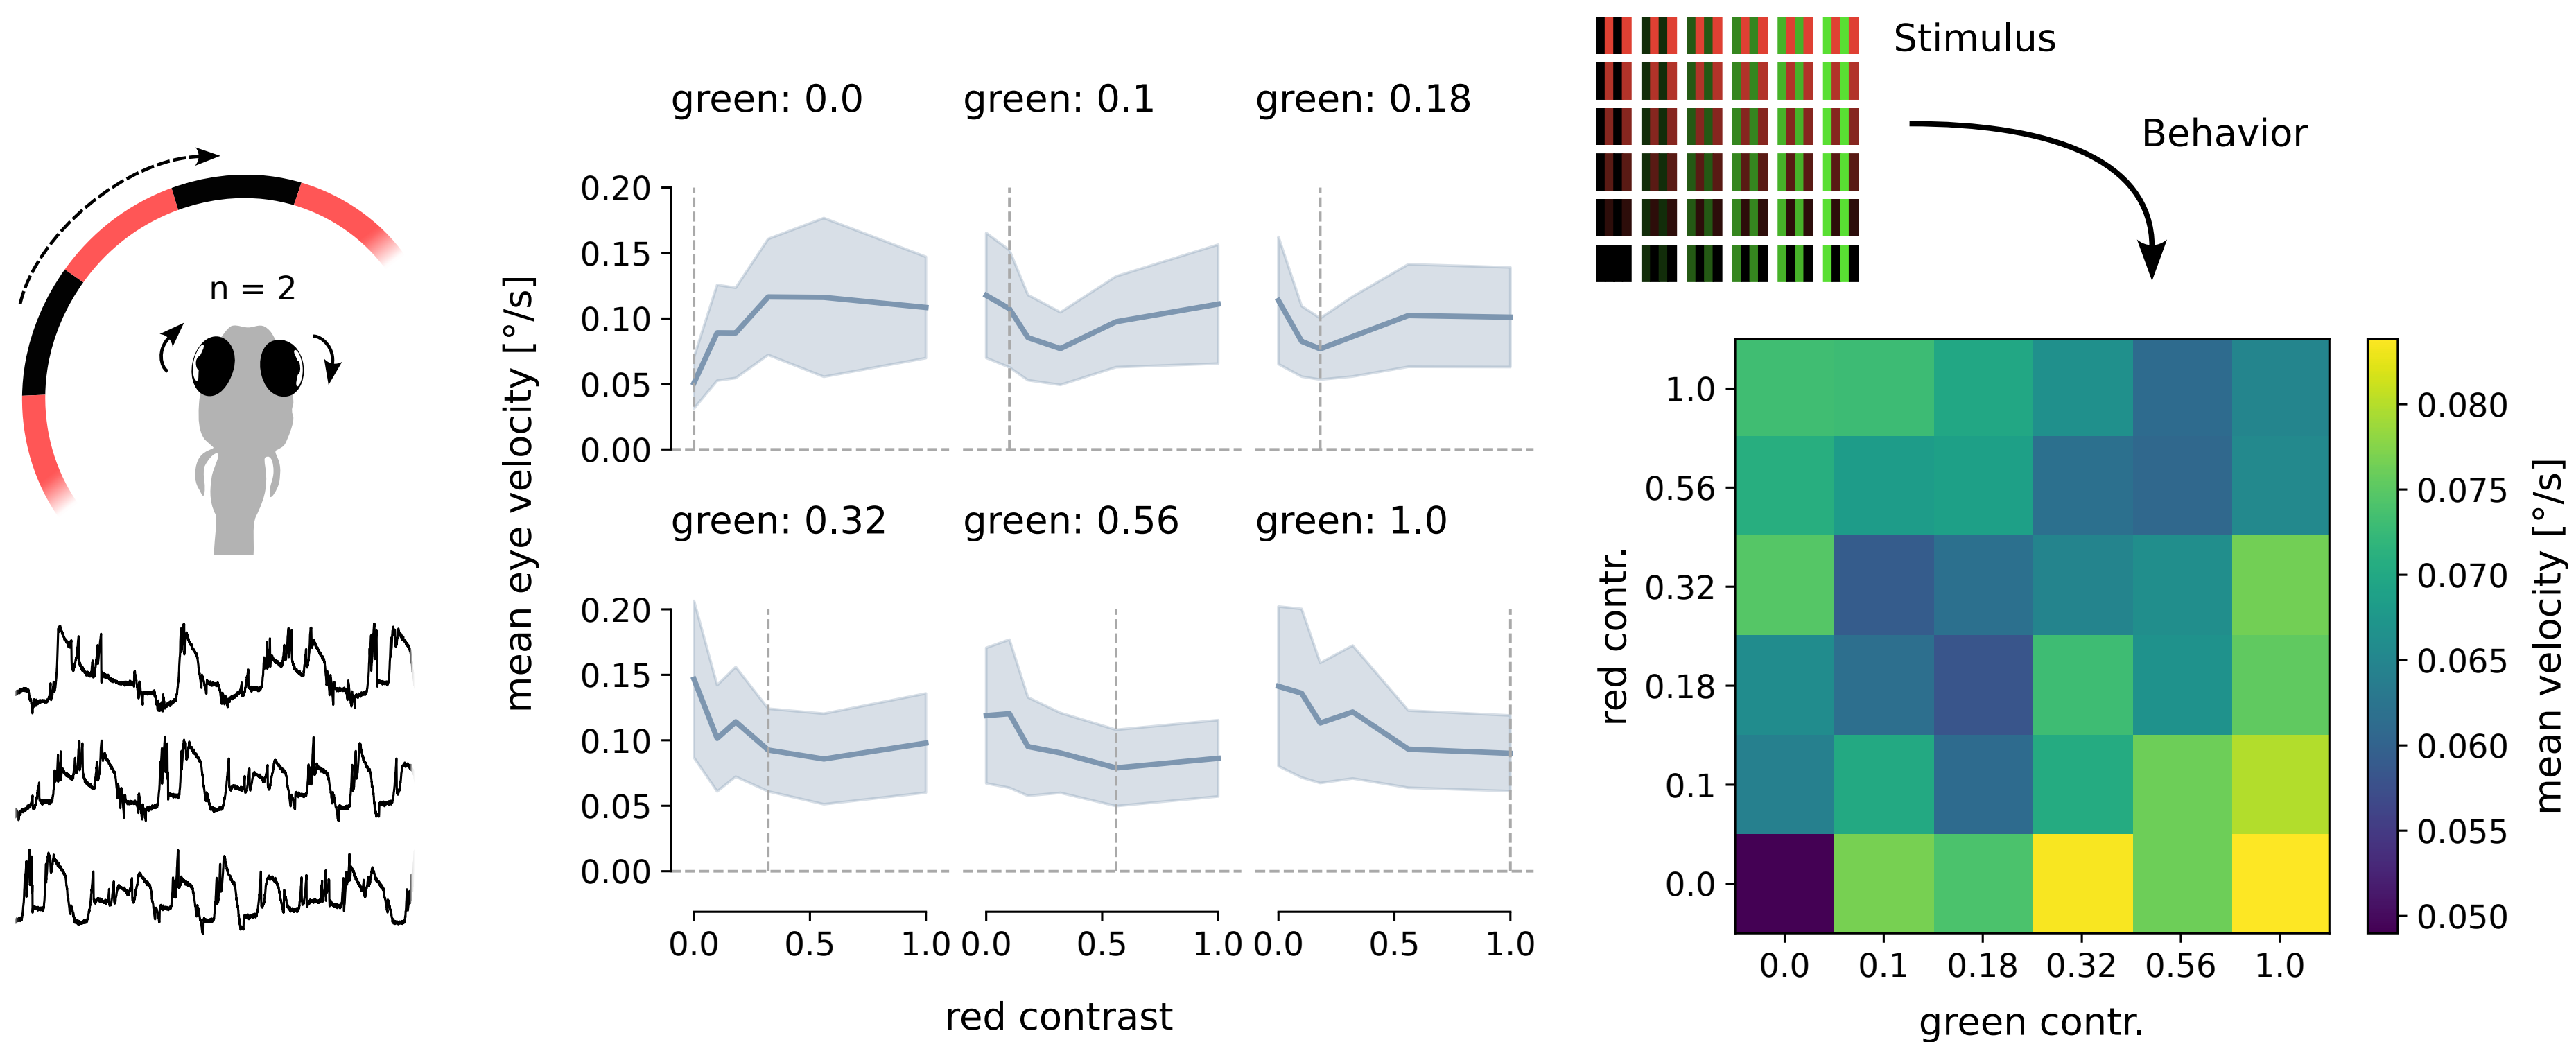 n = 2
mean eye velocity [°/s]
green: 0.0
green: 0.1
green: 0.18
0.20
0.15
0.10
0.05
0.00
green: 0.32
green: 0.56
green: 1.0
0.20
0.15
0.10
0.05
0.00
0.0 0.5 1.0 0.0 0.5 1.0 0.0 0.5 1.0
red contrast
Stimulus
Behavior
red contr.
1.0
0.56
0.32
0.18
0.1
0.0
0.0 0.1 0.18 0.32 0.56 1.0
green contr.
0.080
0.075
0.070
0.065
0.060
0.055
0.050
mean velocity [°/s]